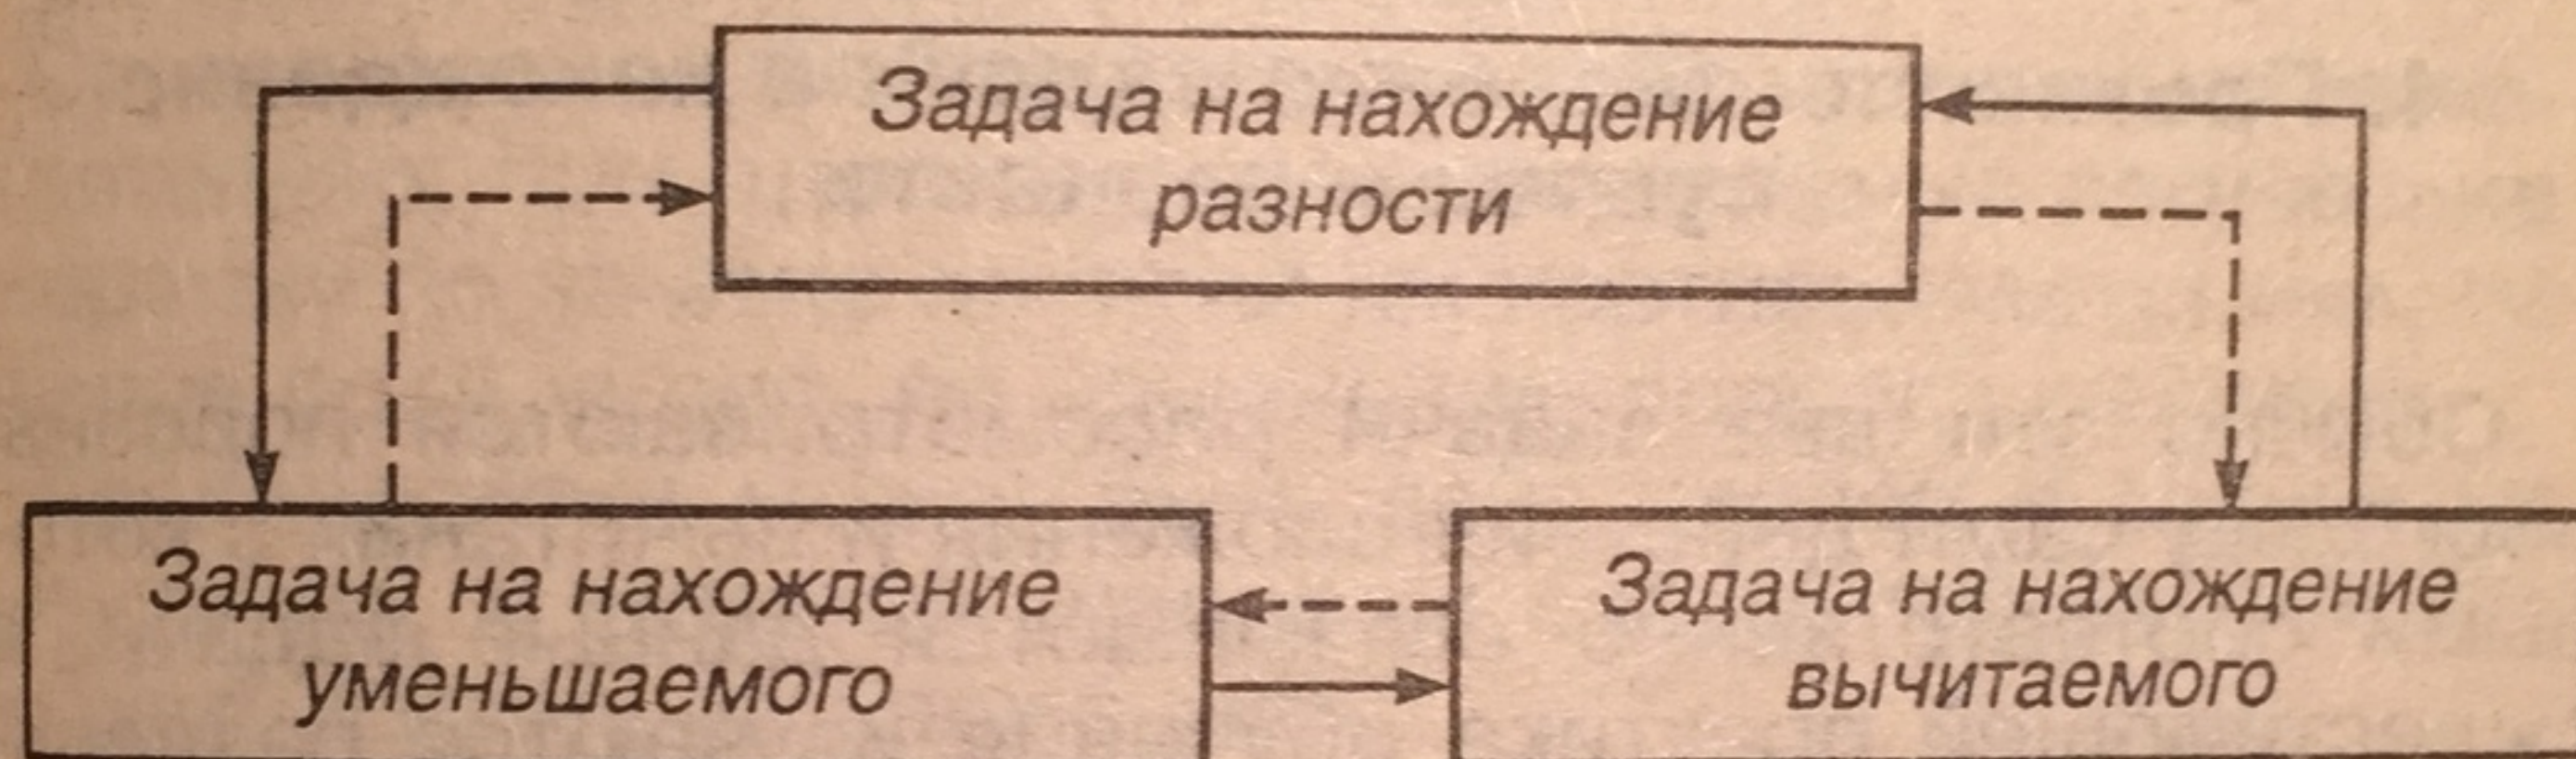 Задача на нахождение
разности
Задача на нахождение
уменьшаемого
Задача на нахождение
вычитаемого